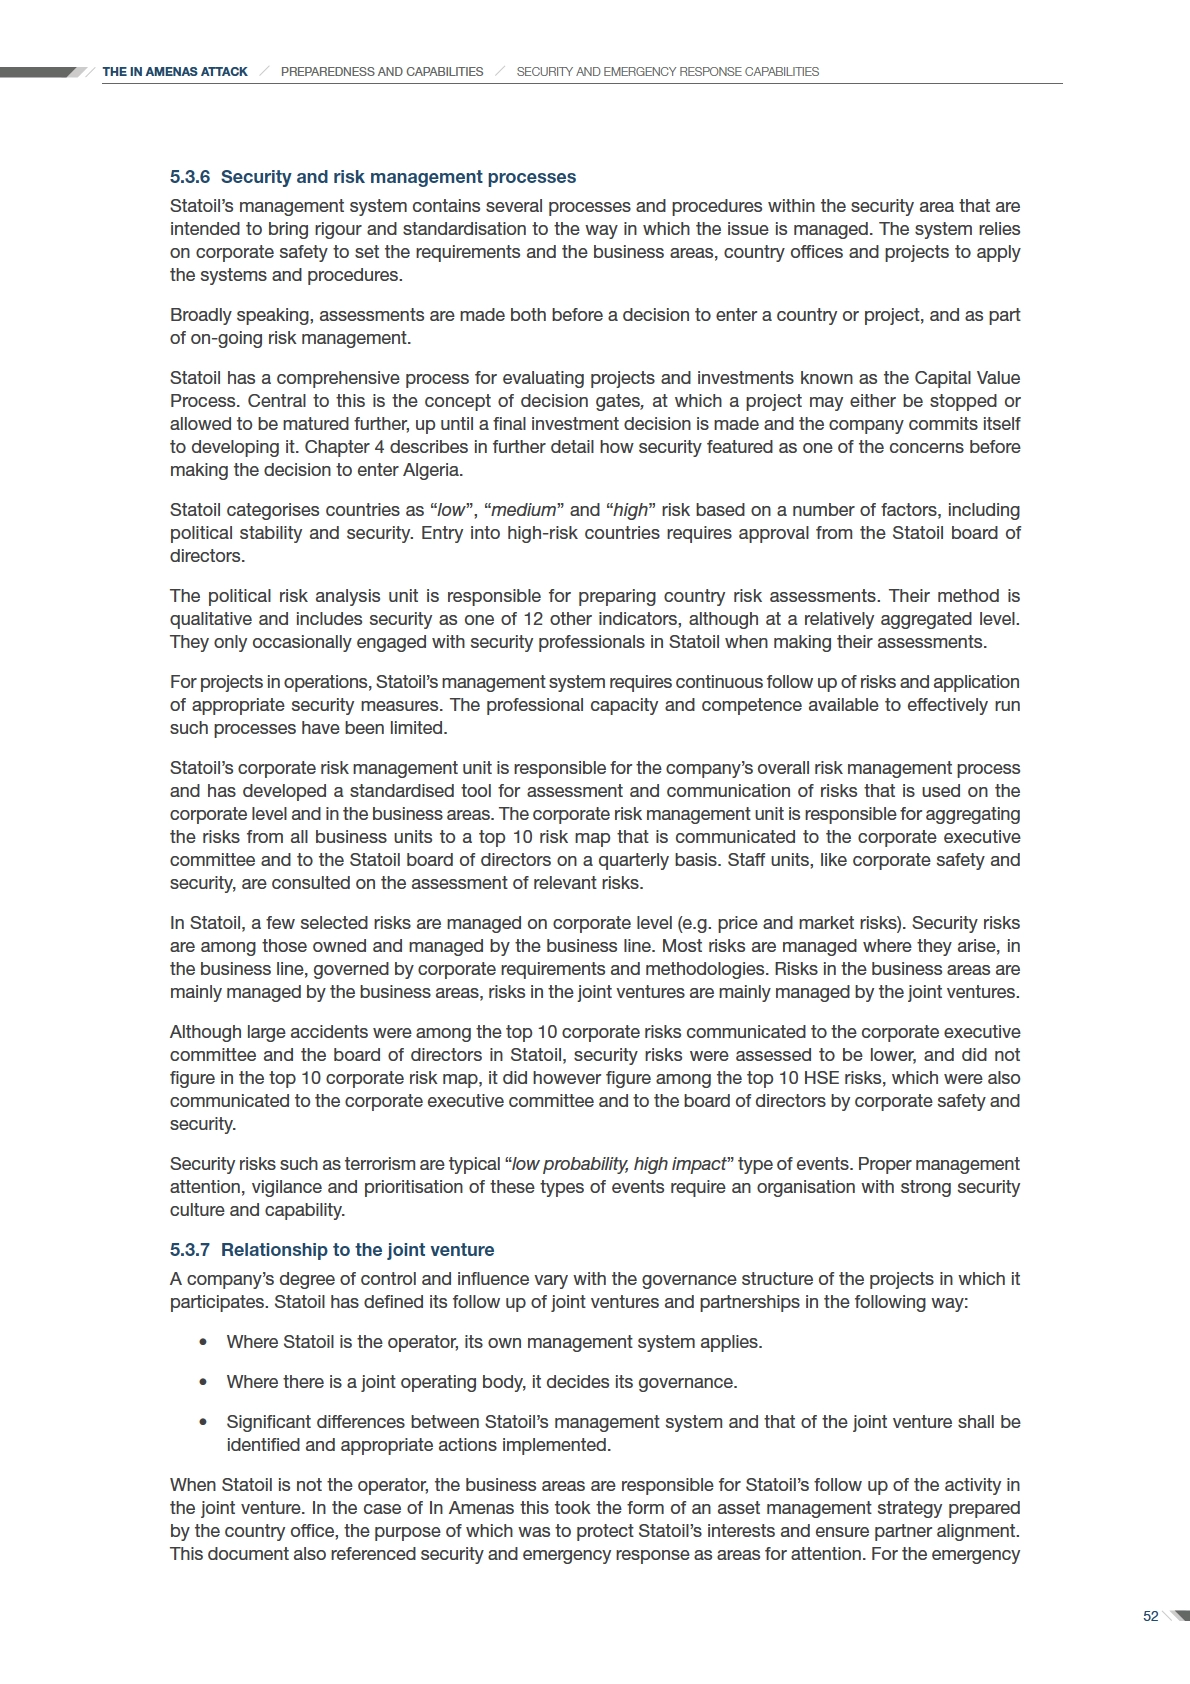 THE IN AMENAS ATTACK / PREPAREDNESS AND CAPABILITIES / SECURITY AND EMERGENCY RESPONSE CAPABILITIES
5.3.6 Security and risk management processes
Statoil’s management system contains several processes and procedures within the security area that are
intended to bring rigour and standardisation to the way in which the issue is managed. The system relies
on corporate safety to set the requirements and the business areas, country offices and projects to apply
the systems and procedures.
Broadly speaking, assessments are made both before a decision to enter a country or project, and as part
of on-going risk management.
Statoil has a comprehensive process for evaluating projects and investments known as the Capital Value
Process. Central to this is the concept of decision gates, at which a project may either be stopped or
allowed to be matured further, up until a final investment decision is made and the company commits itself
to developing it. Chapter 4 describes in further detail how security featured as one of the concerns before
making the decision to enter Algeria.
Statoil categorises countries as “low”, “medium” and “high” risk based on a number of factors, including
political stability and security. Entry into high-risk countries requires approval from the Statoil board of
directors.
The political risk analysis unit is responsible for preparing country risk assessments. Their method is
qualitative and includes security as one of 12 other indicators, although at a relatively aggregated level.
They only occasionally engaged with security professionals in Statoil when making their assessments.
For projects in operations, Statoil’s management system requires continuous follow up of risks and application
of appropriate security measures. The professional capacity and competence available to effectively run
such processes have been limited.
Statoil’s corporate risk management unit is responsible for the company’s overall risk management process
and has developed a standardised tool for assessment and communication of risks that is used on the
corporate level and in the business areas. The corporate risk management unit is responsible for aggregating
the risks from all business units to a top 10 risk map that is communicated to the corporate executive
committee and to the Statoil board of directors on a quarterly basis. Staff units, like corporate safety and
security, are consulted on the assessment of relevant risks.
In Statoil, a few selected risks are managed on corporate level (e.g. price and market risks). Security risks
are among those owned and managed by the business line. Most risks are managed where they arise, in
the business line, governed by corporate requirements and methodologies. Risks in the business areas are
mainly managed by the business areas, risks in the joint ventures are mainly managed by the joint ventures.
Although large accidents were among the top 10 corporate risks communicated to the corporate executive
committee and the board of directors in Statoil, security risks were assessed to be lower, and did not
figure in the top 10 corporate risk map, it did however figure among the top 10 HSE risks, which were also
communicated to the corporate executive committee and to the board of directors by corporate safety and
security.
Security risks such as terrorism are typical “low probability, high impact” type of events. Proper management
attention, vigilance and prioritisation of these types of events require an organisation with strong security
culture and capability.
5.3.7 Relationship to the joint venture
A company’s degree of control and influence vary with the governance structure of the projects in which it
participates. Statoil has defined its follow up of joint ventures and partnerships in the following way:
• Where Statoil is the operator, its own management system applies.
• Where there is a joint operating body, it decides its governance.
• Significant differences between Statoil’s management system and that of the joint venture shall be
identified and appropriate actions implemented.
When Statoil is not the operator, the business areas are responsible for Statoil’s follow up of the activity in
the joint venture. In the case of In Amenas this took the form of an asset management strategy prepared
by the country office, the purpose of which was to protect Statoil’s interests and ensure partner alignment.
This document also referenced security and emergency response as areas for attention. For the emergency
52